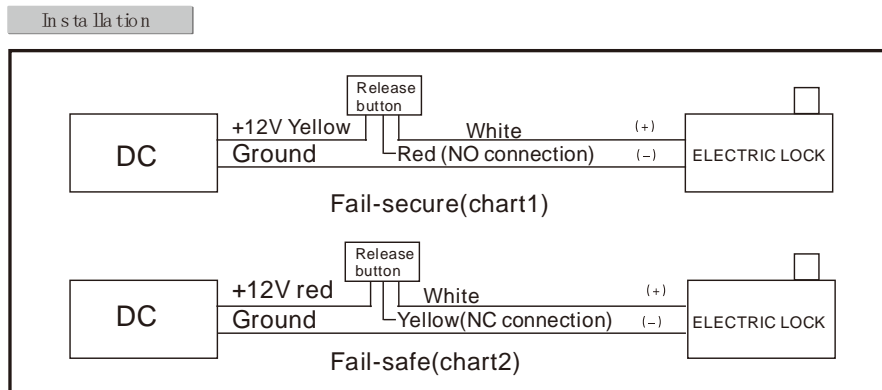 Installation
Release
button
+12V Yellow
White
(+)
DC
Ground
Red (NO connection)
(-)
ELECTRIC LOCK
Fail-secure(chart1)
Release
button
+12V red
White
(+)
DC
Ground
Yellow(NC connection)
(-)
ELECTRIC LOCK
Fail-safe(chart2)